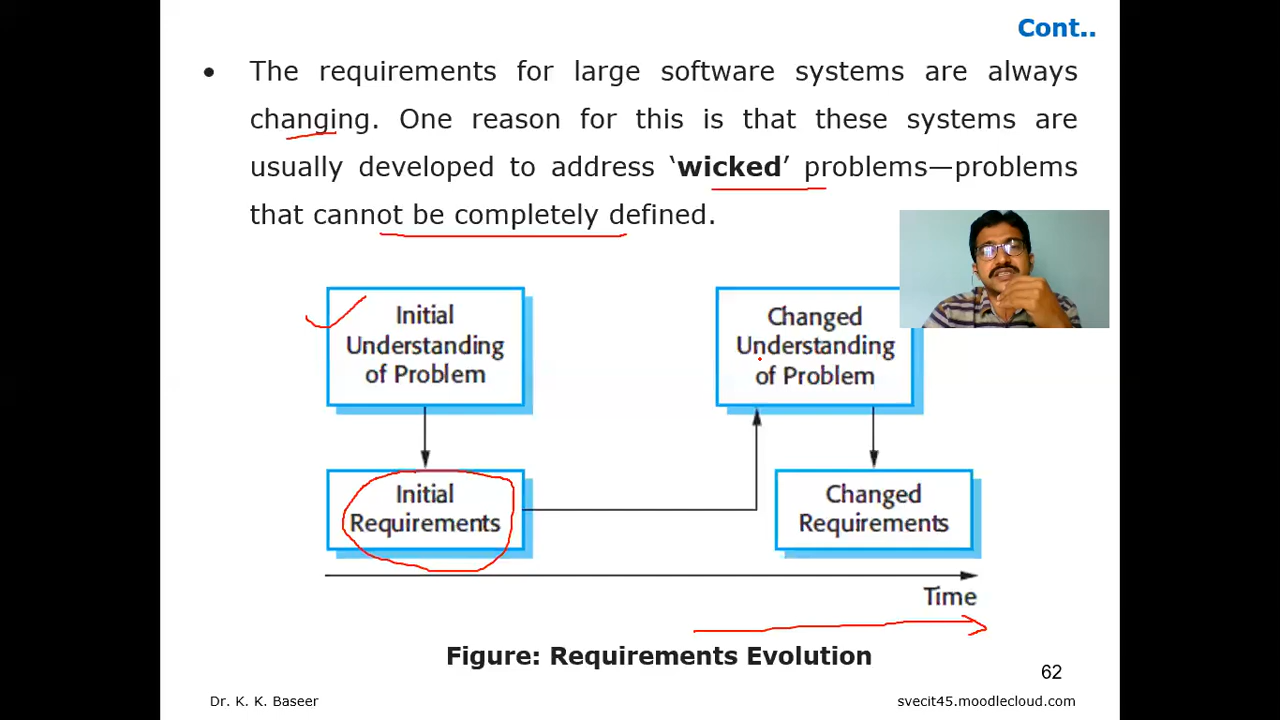 Cont..
• The requirements for large software systems are always
changing. One reason for this is that these systems are
usually developed to address ‘wicked’ problems—problems
that cannot be completely defined.
Initial
Understanding
of Problem
Changed
Understanding
of Problem
Initial
Requirements
Changed
Requirements
Time
Figure: Requirements Evolution
62
Dr. K. K. Baseer
svecit45.moodlecloud.com